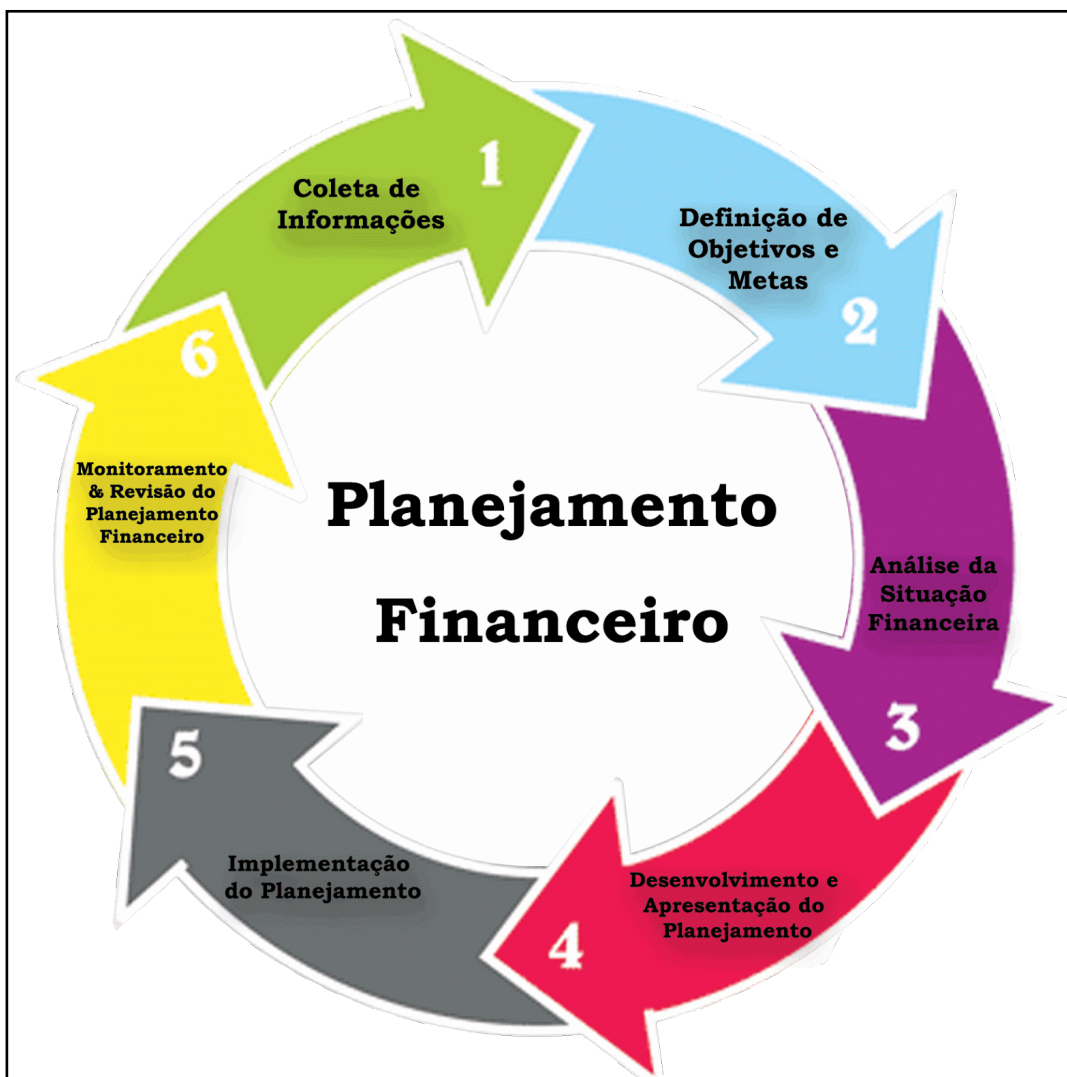 Planejamento
Financeiro
1
Coleta de
Informações
2
Definição de
Objetivos e
Metas
3
Análise da
Situação
Financeira
4
Desenvolvimento e
Apresentação do
Planejamento
5
Implementação
do Planejamento
6
Monitoramento
& Revisão do
Planejamento
Financeiro